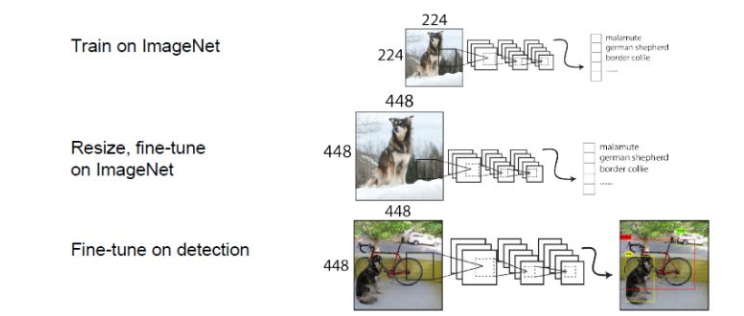 Train on ImageNet
224
224
malamute
german shepherd
border collie
......
Resize, fine-tune
on ImageNet
448
448
malamute
german shepherd
border collie
......
Fine-tune on detection
448
448